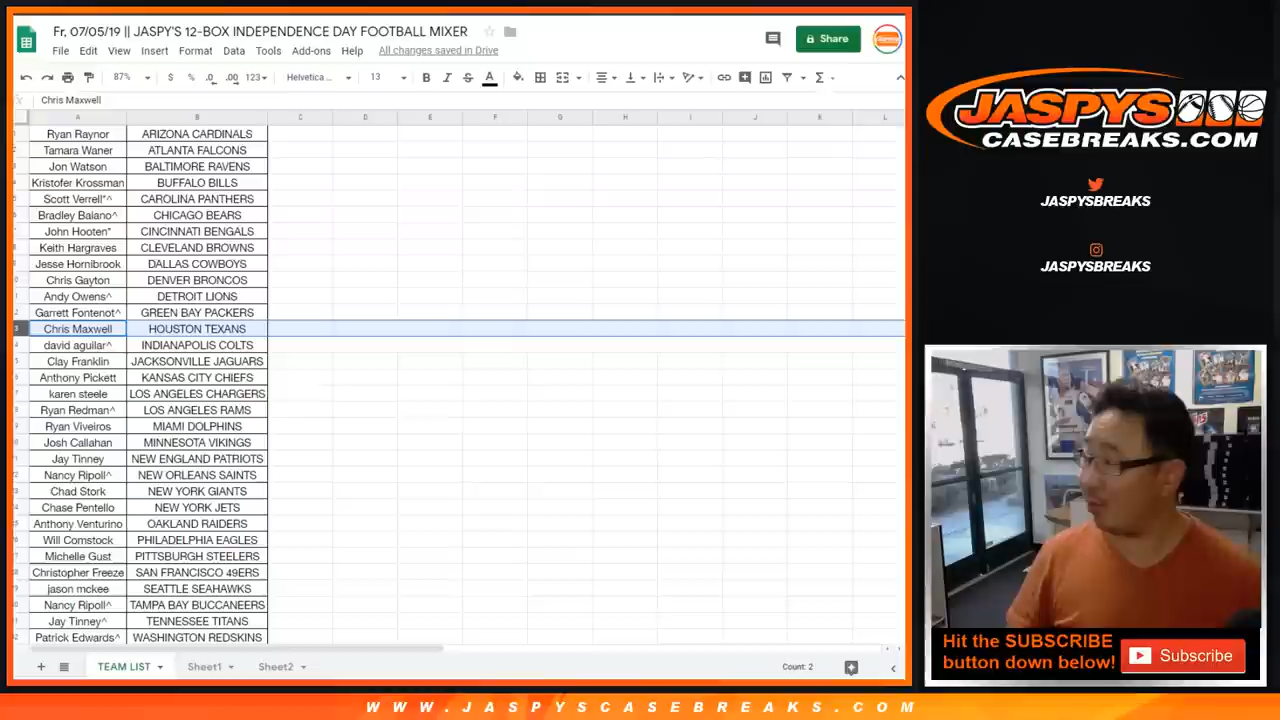 Fr, 07/05/19 || JASPY'S 12-BOX INDEPENDENCE DAY FOOTBALL MIXER
File Edit View Insert Format Data Tools Add-ons Help All changes saved in Drive
Share
87% $ % .0 .00 123 Helvetica... 13 B I S A
Chris Maxwell
A B C D E F G H I J K L
Ryan Raynor ARIZONA CARDINALS
Tamara Waner ATLANTA FALCONS
Jon Watson BALTIMORE RAVENS
Kristofer Krossman BUFFALO BILLS
Scott Verrell*^ CAROLINA PANTHERS
Bradley Baiano^ CHICAGO BEARS
John Hooten* CINCINNATI BENGALS
Keith Hargraves CLEVELAND BROWNS
Jesse Hornibrook DALLAS COWBOYS
Chris Gayton DENVER BRONCOS
Andy Owens^ DETROIT LIONS
Garrett Fontenot^ GREEN BAY PACKERS
Chris Maxwell HOUSTON TEXANS
david aguilar^ INDIANAPOLIS COLTS
Clay Franklin JACKSONVILLE JAGUARS
Anthony Pickett KANSAS CITY CHIEFS
karen steele LOS ANGELES CHARGERS
Ryan Redman^ LOS ANGELES RAMS
Ryan Viveiros MIAMI DOLPHINS
Josh Callahan MINNESOTA VIKINGS
Jay Tinney NEW ENGLAND PATRIOTS
Nancy Ripoll^ NEW ORLEANS SAINTS
Chad Stork NEW YORK GIANTS
Chase Pentello NEW YORK JETS
Anthony Venturino OAKLAND RAIDERS
Will Comstock PHILADELPHIA EAGLES
Michelle Gust PITTSBURGH STEELERS
Christopher Freeze SAN FRANCISCO 49ERS
jason mckee SEATTLE SEAHAWKS
Nancy Ripoll^ TAMPA BAY BUCCANEERS
Jay Tinney^ TENNESSEE TITANS
Patrick Edwards^ WASHINGTON REDSKINS
TEAM LIST Sheet1 Sheet2 Count: 2
JASPYS
CASEBREAKS.COM
JASPYSBREAKS
JASPYSBREAKS
Hit the SUBSCRIBE
button down below!
Subscribe
WWW.JASPYSCASEBREAKS.COM